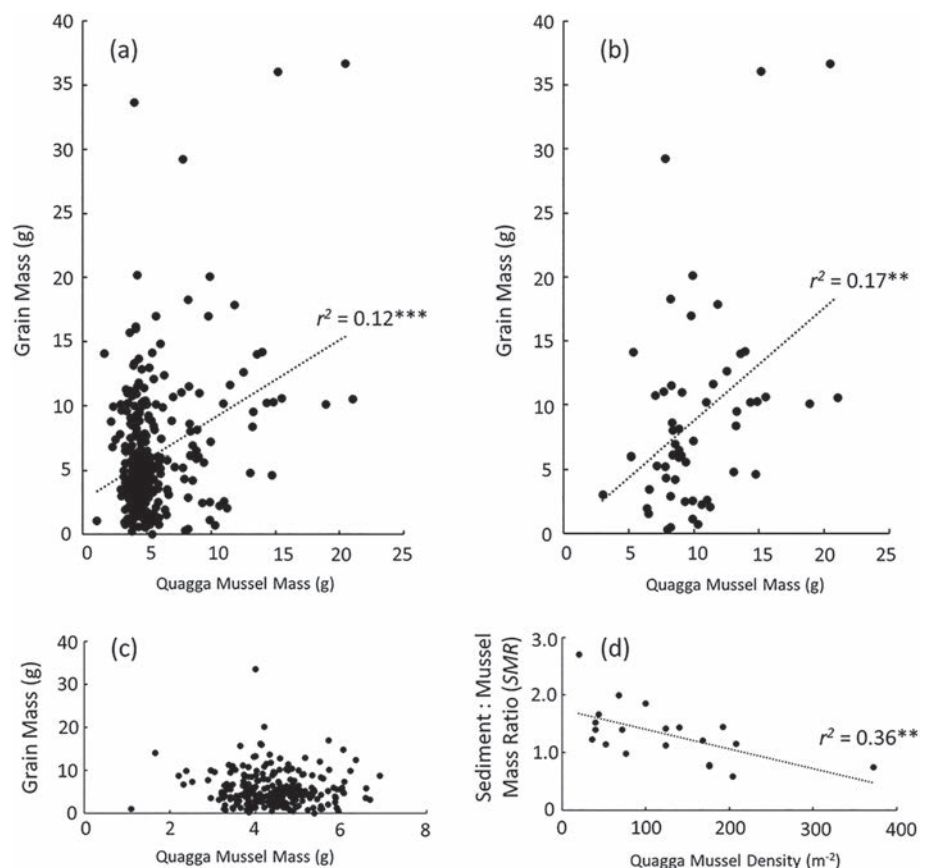 (a)
40
35
30
25
20
15
10
5
0
Grain Mass (g)
r² = 0.12***
0 5 10 15 20 25
Quagga Mussel Mass (g)
(b)
40
35
30
25
20
15
10
5
0
Grain Mass (g)
r² = 0.17**
0 5 10 15 20 25
Quagga Mussel Mass (g)
(c)
40
30
20
10
0
Grain Mass (g)
0 2 4 6 8
Quagga Mussel Mass (g)
(d)
3.0
2.0
1.0
0.0
Sediment : Mussel
Mass Ratio (SMR)
r² = 0.36**
0 100 200 300 400
Quagga Mussel Density (m⁻²)